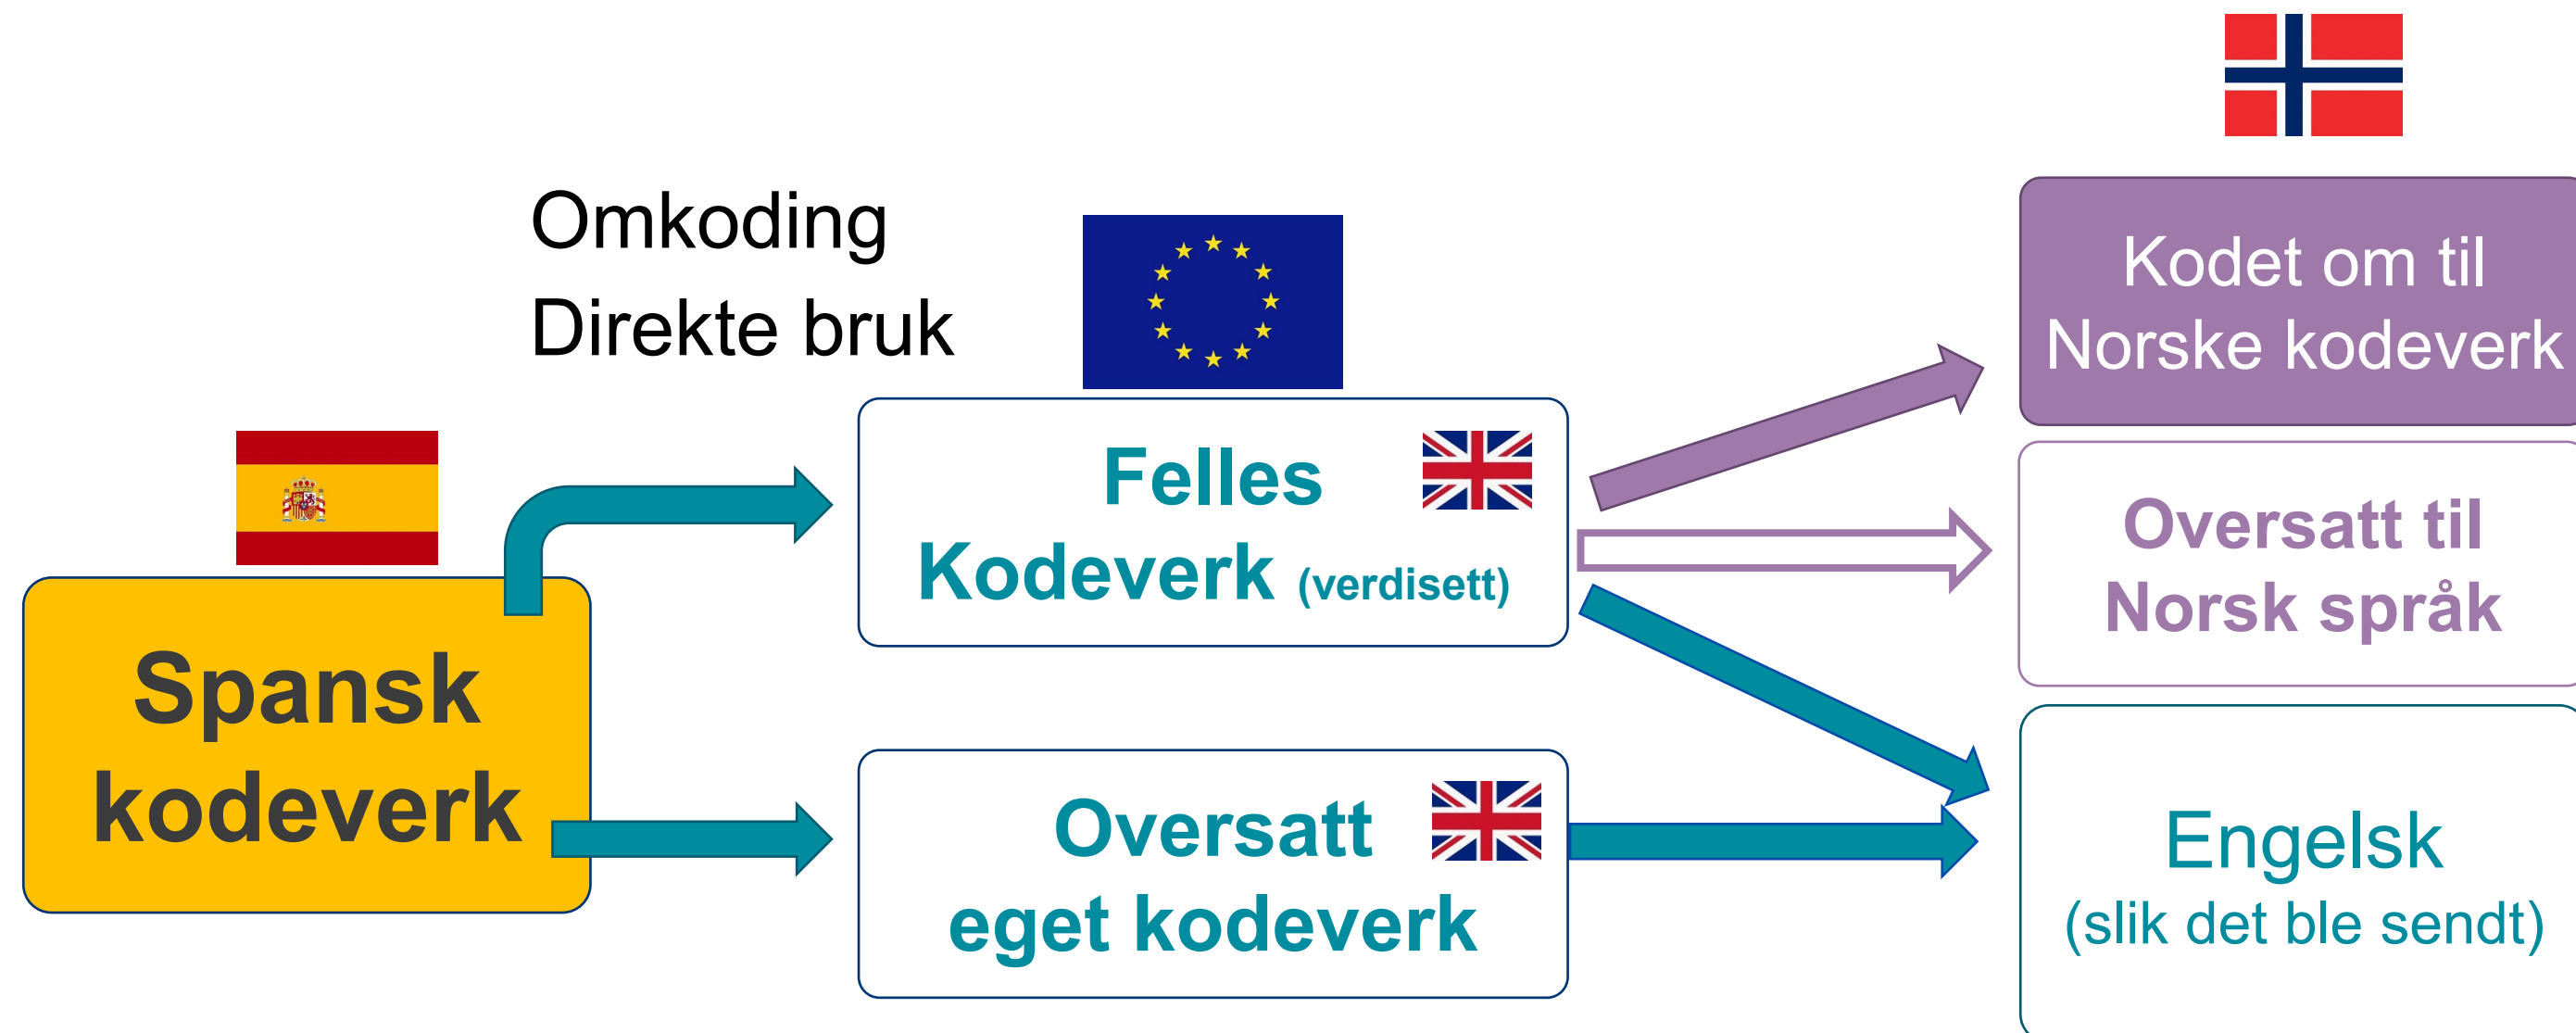 Omkoding
Direkte bruk
Spansk
kodeverk
Felles
Kodeverk (verdisett)
Oversatt
eget kodeverk
Kodet om til
Norske kodeverk
Oversatt til
Norsk språk
Engelsk
(slik det ble sendt)